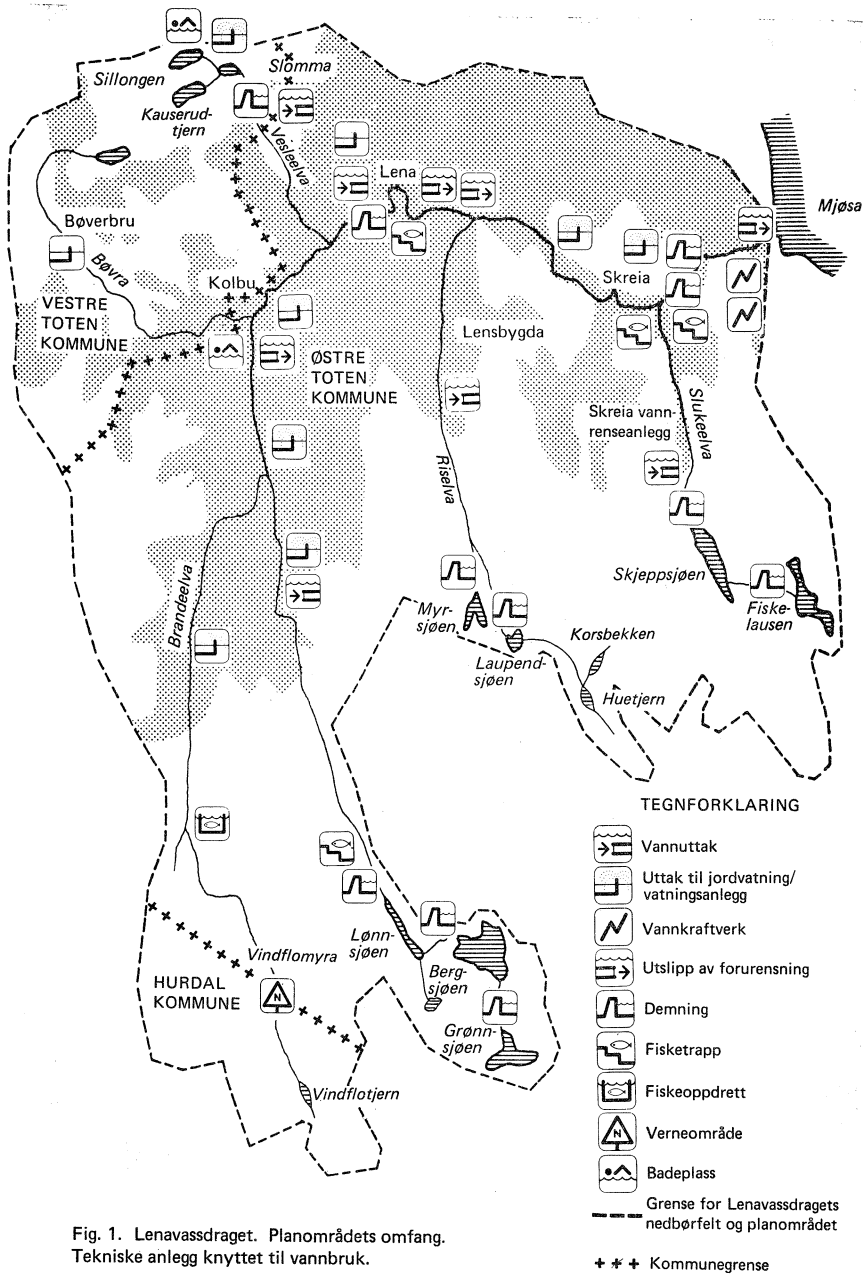 Sillongen
Slomma
Kauserud-
tjern
Vesleelva
Lena
Mjøsa
Bøverbru
Bøvra
Kolbu
Skreia
VESTRE
TOTEN
KOMMUNE
ØSTRE
TOTEN
KOMMUNE
Lensbygda
Skreia vann-
renseanlegg
Slukeelva
Riselva
Brandeelva
Skjeppsjøen
Fiske-
lausen
Myr-
sjøen
Laupend-
sjøen
Korsbekken
Huetjern
Lønn-
sjøen
Berg-
sjøen
Grønn-
sjøen
Vindflomyra
HURDAL
KOMMUNE
N
Vindflotjern
TEGNFORKLARING
Vannuttak
Uttak til jordvatning/
vatningsanlegg
Vannkraftverk
Utslipp av forurensning
Demning
Fisketrapp
Fiskeoppdrett
N
Verneområde
Badeplass
Grense for Lenavassdragets
nedbørfelt og planområdet
Kommunegrense
Fig. 1. Lenavassdraget. Planområdets omfang.
Tekniske anlegg knyttet til vannbruk.